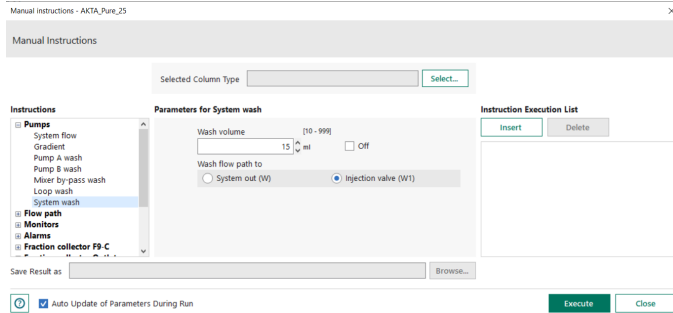 Manual instructions - AKTA_Pure_25
Manual Instructions
Selected Column Type
Select...
Instructions
Pumps
System flow
Gradient
Pump A wash
Pump B wash
Mixer by-pass wash
Loop wash
System wash
Flow path
Monitors
Alarms
Fraction collector F9-C
Parameters for System wash
Wash volume
[10 - 999]
15 ml
Off
Wash flow path to
System out (W)
Injection valve (W1)
Instruction Execution List
Insert
Delete
Save Result as
Browse...
Auto Update of Parameters During Run
Execute
Close